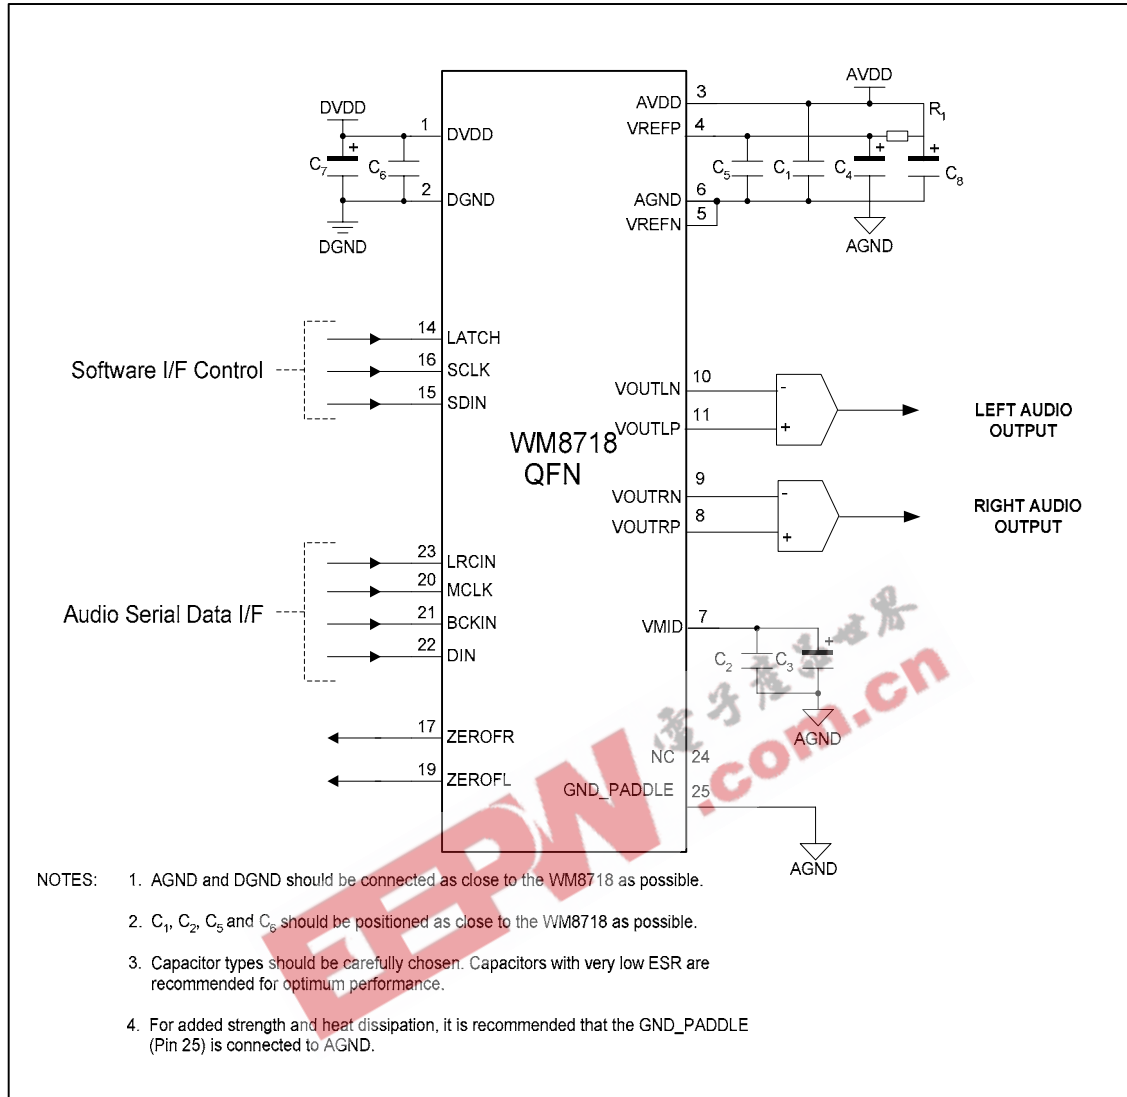 AVDD
DVDD
3
AVDD
R1
1
DVDD
4
VREFP
+
+
+
C7
C6
C5
C1
C4
C8
2
DGND
6
AGND
5
VREFN
DGND
AGND
14
LATCH
Software I/F Control
16
SCLK
15
SDIN
10
VOUTLN
-
11
VOUTLP
+
LEFT AUDIO
OUTPUT
WM8718
QFN
9
VOUTRN
-
8
VOUTRP
+
RIGHT AUDIO
OUTPUT
23
LRCIN
20
MCLK
Audio Serial Data I/F
21
BCKIN
22
DIN
7
VMID
+
C2
C3
AGND
17
ZEROFR
NC 24
19
ZEROFL
GND_PADDLE 25
AGND
電子產品世界
EEPW.com.cn
NOTES: 1. AGND and DGND should be connected as close to the WM8718 as possible.
2. C1, C2, C5 and C6 should be positioned as close to the WM8718 as possible.
3. Capacitor types should be carefully chosen. Capacitors with very low ESR are
recommended for optimum performance.
4. For added strength and heat dissipation, it is recommended that the GND_PADDLE
(Pin 25) is connected to AGND.